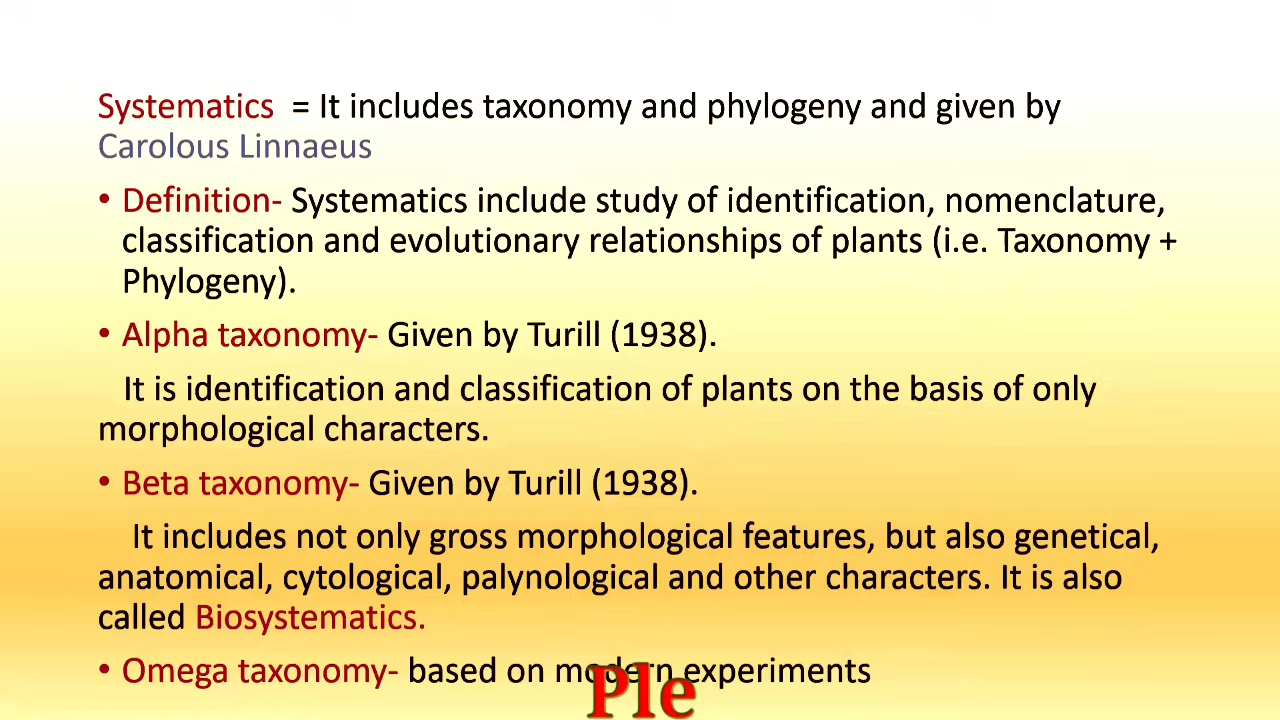 Systematics = It includes taxonomy and phylogeny and given by
Carolous Linnaeus
• Definition- Systematics include study of identification, nomenclature,
classification and evolutionary relationships of plants (i.e. Taxonomy +
Phylogeny).
• Alpha taxonomy- Given by Turill (1938).
It is identification and classification of plants on the basis of only
morphological characters.
• Beta taxonomy- Given by Turill (1938).
It includes not only gross morphological features, but also genetical,
anatomical, cytological, palynological and other characters. It is also
called Biosystematics.
• Omega taxonomy- based on modern experiments
Ple